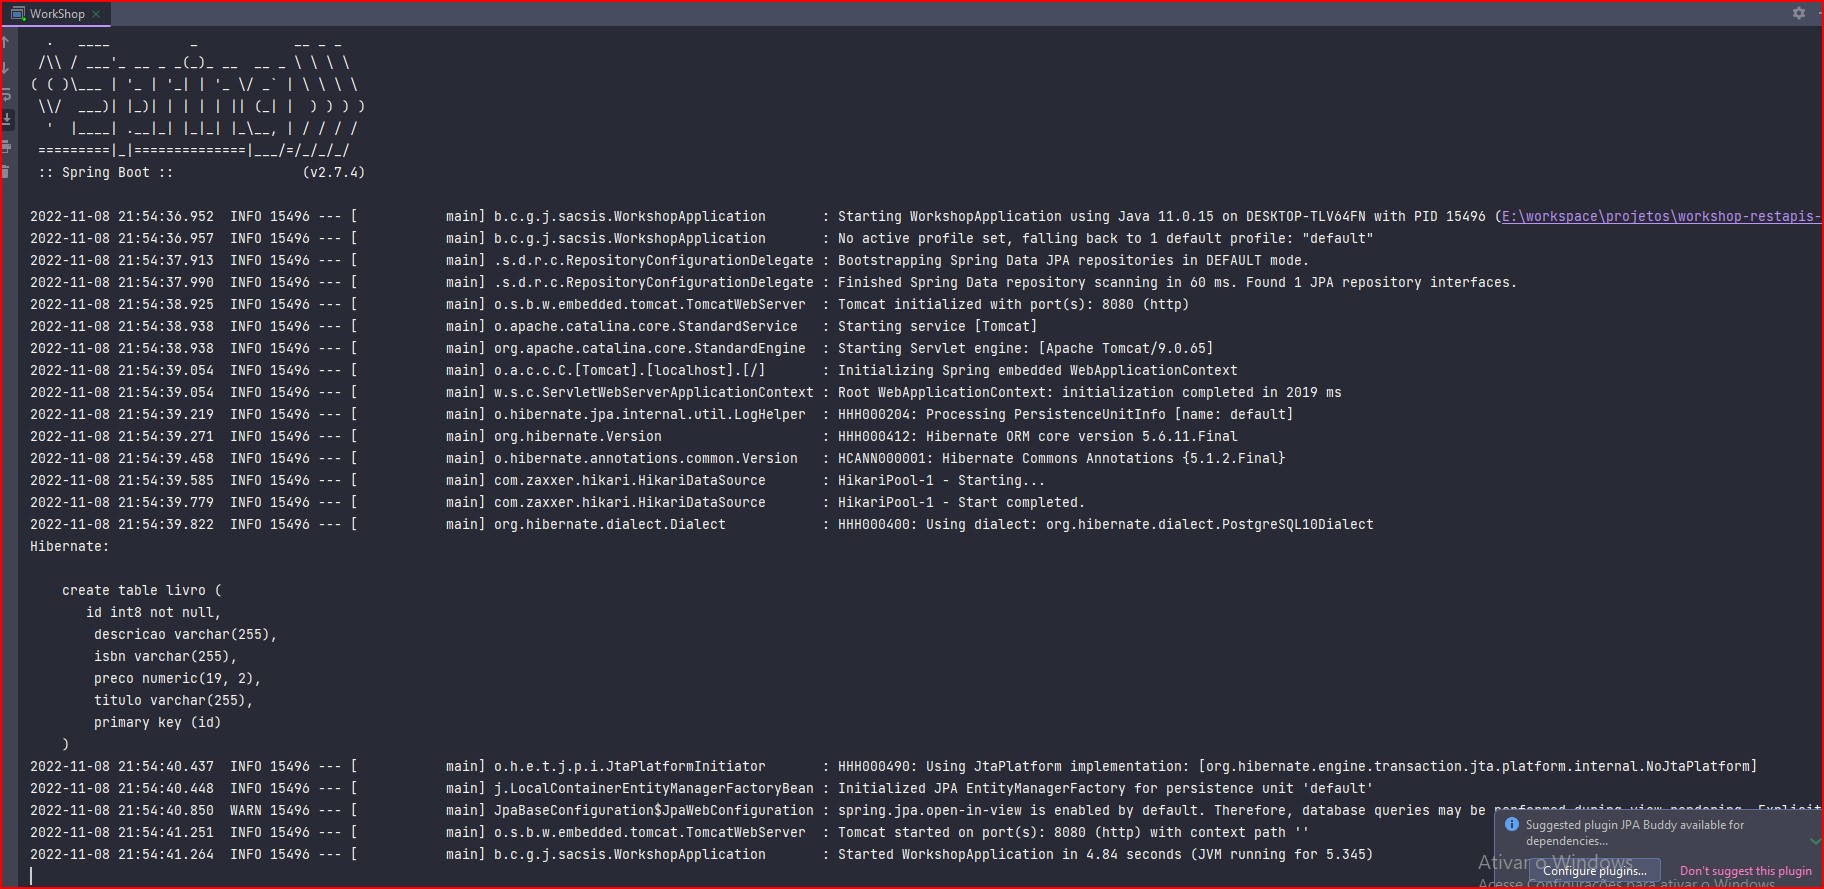 WorkShop
  .   ____          _            __ _ _
 /\\ / ___'_ __ _ _(_)_ __  __ _ \ \ \ \
( ( )\___ | '_ | '_| | '_ \/ _` | \ \ \ \
 \\/  ___)| |_)| | | | | || (_| |  ) ) ) )
  '  |____| .__|_| |_|_| |_\__, | / / / /
 =========|_|==============|___/=/_/_/_/
 :: Spring Boot ::                (v2.7.4)
2022-11-08 21:54:36.952  INFO 15496 --- [           main] b.c.g.j.sacsis.WorkshopApplication       : Starting WorkshopApplication using Java 11.0.15 on DESKTOP-TLV64FN with PID 15496 (E:\workspace\projetos\workshop-restapis-
2022-11-08 21:54:36.957  INFO 15496 --- [           main] b.c.g.j.sacsis.WorkshopApplication       : No active profile set, falling back to 1 default profile: "default"
2022-11-08 21:54:37.913  INFO 15496 --- [           main] .s.d.r.c.RepositoryConfigurationDelegate : Bootstrapping Spring Data JPA repositories in DEFAULT mode.
2022-11-08 21:54:37.990  INFO 15496 --- [           main] .s.d.r.c.RepositoryConfigurationDelegate : Finished Spring Data repository scanning in 60 ms. Found 1 JPA repository interfaces.
2022-11-08 21:54:38.925  INFO 15496 --- [           main] o.s.b.w.embedded.tomcat.TomcatWebServer  : Tomcat initialized with port(s): 8080 (http)
2022-11-08 21:54:38.938  INFO 15496 --- [           main] o.apache.catalina.core.StandardService   : Starting service [Tomcat]
2022-11-08 21:54:38.938  INFO 15496 --- [           main] org.apache.catalina.core.StandardEngine  : Starting Servlet engine: [Apache Tomcat/9.0.65]
2022-11-08 21:54:39.054  INFO 15496 --- [           main] o.a.c.c.C.[Tomcat].[localhost].[/]       : Initializing Spring embedded WebApplicationContext
2022-11-08 21:54:39.054  INFO 15496 --- [           main] w.s.c.ServletWebServerApplicationContext : Root WebApplicationContext: initialization completed in 2019 ms
2022-11-08 21:54:39.219  INFO 15496 --- [           main] o.hibernate.jpa.internal.util.LogHelper  : HHH000204: Processing PersistenceUnitInfo [name: default]
2022-11-08 21:54:39.271  INFO 15496 --- [           main] org.hibernate.Version                    : HHH000412: Hibernate ORM core version 5.6.11.Final
2022-11-08 21:54:39.458  INFO 15496 --- [           main] o.hibernate.annotations.common.Version   : HCANN000001: Hibernate Commons Annotations {5.1.2.Final}
2022-11-08 21:54:39.585  INFO 15496 --- [           main] com.zaxxer.hikari.HikariDataSource       : HikariPool-1 - Starting...
2022-11-08 21:54:39.779  INFO 15496 --- [           main] com.zaxxer.hikari.HikariDataSource       : HikariPool-1 - Start completed.
2022-11-08 21:54:39.822  INFO 15496 --- [           main] org.hibernate.dialect.Dialect            : HHH000400: Using dialect: org.hibernate.dialect.PostgreSQL10Dialect
Hibernate:
    create table livro (
       id int8 not null,
        descricao varchar(255),
        isbn varchar(255),
        preco numeric(19, 2),
        titulo varchar(255),
        primary key (id)
    )
2022-11-08 21:54:40.437  INFO 15496 --- [           main] o.h.e.t.j.p.i.JtaPlatformInitiator       : HHH000490: Using JtaPlatform implementation: [org.hibernate.engine.transaction.jta.platform.internal.NoJtaPlatform]
2022-11-08 21:54:40.448  INFO 15496 --- [           main] j.LocalContainerEntityManagerFactoryBean : Initialized JPA EntityManagerFactory for persistence unit 'default'
2022-11-08 21:54:40.850  WARN 15496 --- [           main] JpaBaseConfiguration$JpaWebConfiguration : spring.jpa.open-in-view is enabled by default. Therefore, database queries may be performed during view rendering. Explicit
2022-11-08 21:54:41.251  INFO 15496 --- [           main] o.s.b.w.embedded.tomcat.TomcatWebServer  : Tomcat started on port(s): 8080 (http) with context path ''
2022-11-08 21:54:41.264  INFO 15496 --- [           main] b.c.g.j.sacsis.WorkshopApplication       : Started WorkshopApplication in 4.84 seconds (JVM running for 5.345)
Suggested plugin JPA Buddy available for
dependencies...
Ativar o Windows
Configure plugins... Don't suggest this plugin
Acesse Configurações para ativar o Windows.